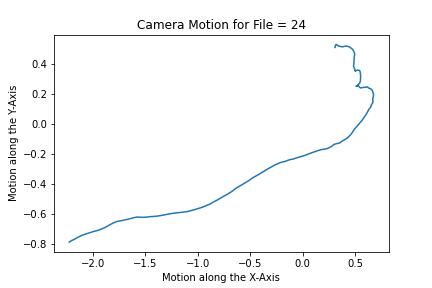 Camera Motion for File = 24
Motion along the Y-Axis
0.4
0.2
0.0
−0.2
−0.4
−0.6
−0.8
−2.0 −1.5 −1.0 −0.5 0.0 0.5
Motion along the X-Axis